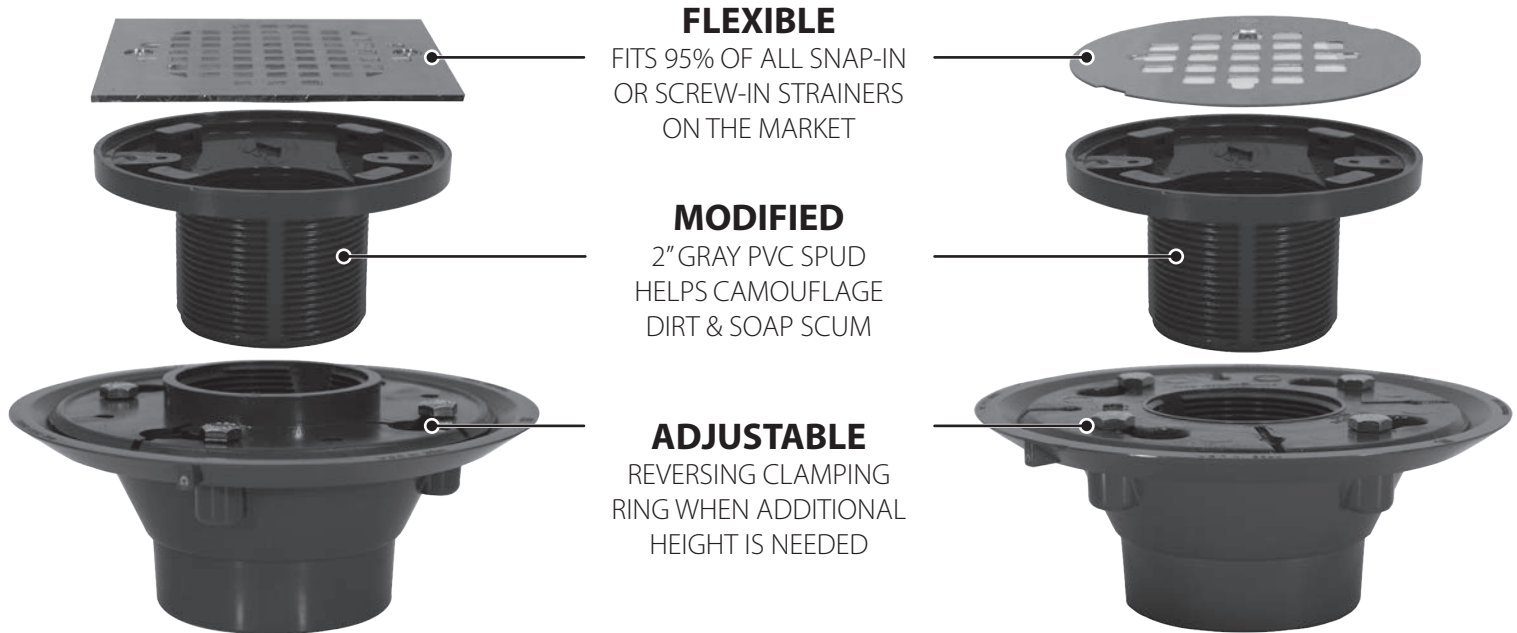 FLEXIBLE
FITS 95% OF ALL SNAP-IN
OR SCREW-IN STRAINERS
ON THE MARKET
MODIFIED
2" GRAY PVC SPUD
HELPS CAMOUFLAGE
DIRT & SOAP SCUM
ADJUSTABLE
REVERSING CLAMPING
RING WHEN ADDITIONAL
HEIGHT IS NEEDED